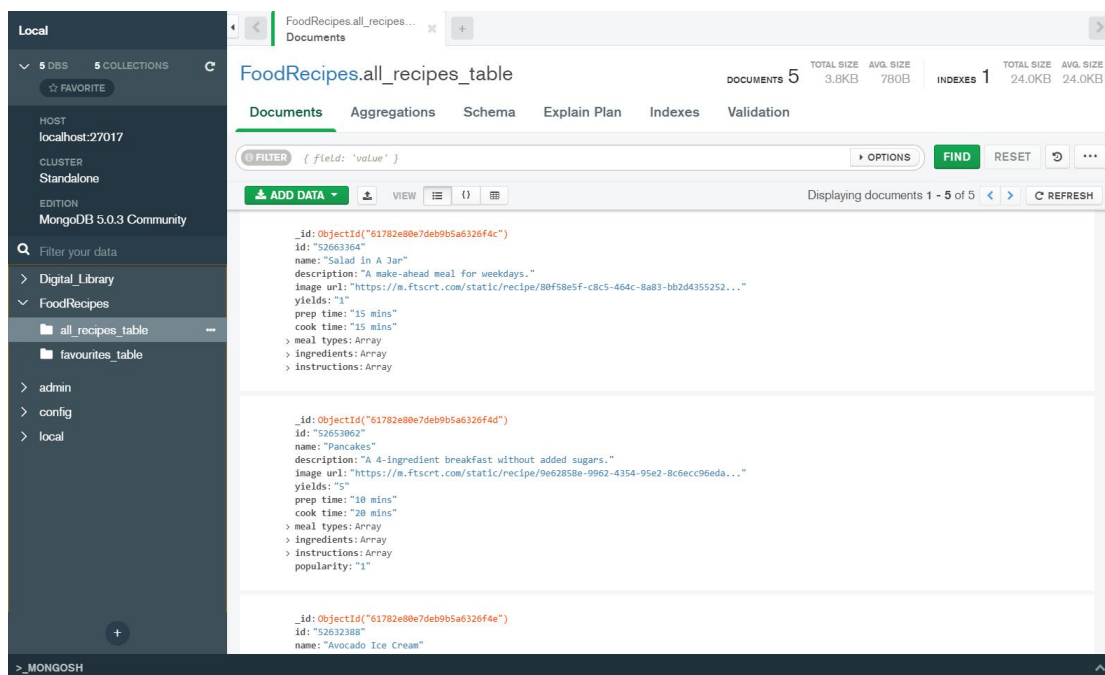 Local
5 DBS 5 COLLECTIONS
FAVORITE
HOST
localhost:27017
CLUSTER
Standalone
EDITION
MongoDB 5.0.3 Community
Filter your data
Digital_Library
FoodRecipes
all_recipes_table
favourites_table
admin
config
local
>_MONGOSH
FoodRecipes.all_recipes...
Documents
FoodRecipes.all_recipes_table
DOCUMENTS 5 TOTAL SIZE 3.8KB AVG. SIZE 780B INDEXES 1 TOTAL SIZE 24.0KB AVG. SIZE 24.0KB
Documents Aggregations Schema Explain Plan Indexes Validation
FILTER { field: 'value' } OPTIONS FIND RESET
ADD DATA VIEW {} Displaying documents 1 - 5 of 5 REFRESH
_id: ObjectId("61782e80e7deb9b5a6326f4c")
id: "52663364"
name: "Salad in A Jar"
description: "A make-ahead meal for weekdays."
image url: "https://m.ftscrt.com/static/recipe/80f58e5f-c8c5-464c-8a83-bb2d4355252..."
yields: "1"
prep time: "15 mins"
cook time: "15 mins"
> meal types: Array
> ingredients: Array
> instructions: Array
_id: ObjectId("61782e80e7deb9b5a6326f4d")
id: "52653062"
name: "Pancakes"
description: "A 4-ingredient breakfast without added sugars."
image url: "https://m.ftscrt.com/static/recipe/9e62858e-9962-4354-95e2-8c6ecc96eda..."
yields: "5"
prep time: "10 mins"
cook time: "20 mins"
> meal types: Array
> ingredients: Array
> instructions: Array
popularity: "1"
_id: ObjectId("61782e80e7deb9b5a6326f4e")
id: "52632388"
name: "Avocado Ice Cream"